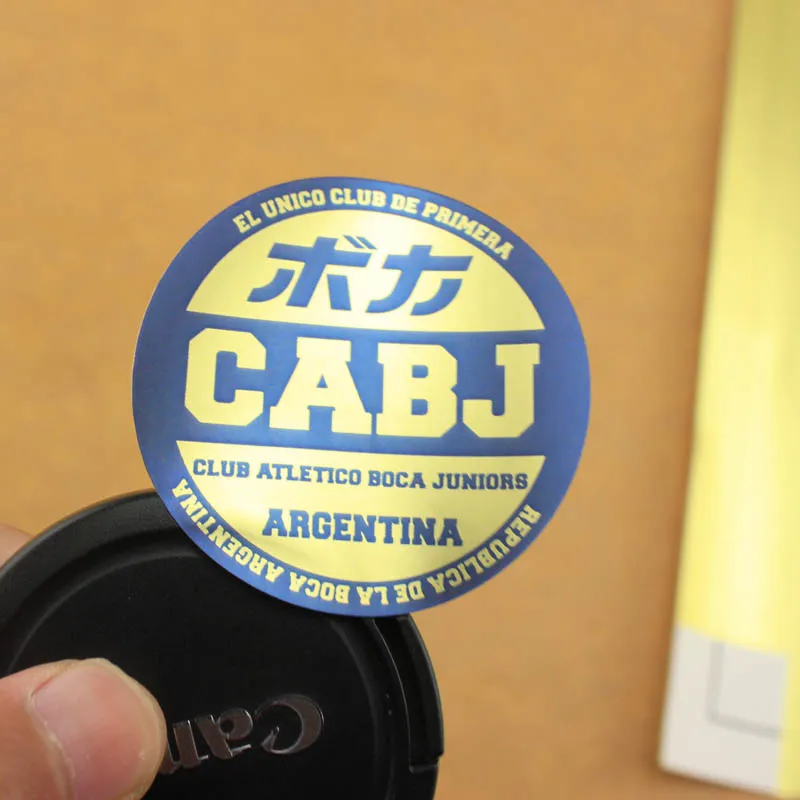 EL UNICO CLUB DE PRIMERA
ボカ
CABJ
CLUB ATLETICO BOCA JUNIORS
ARGENTINA
REPUBLICA DE LA BOCA ARGENTINA
Can